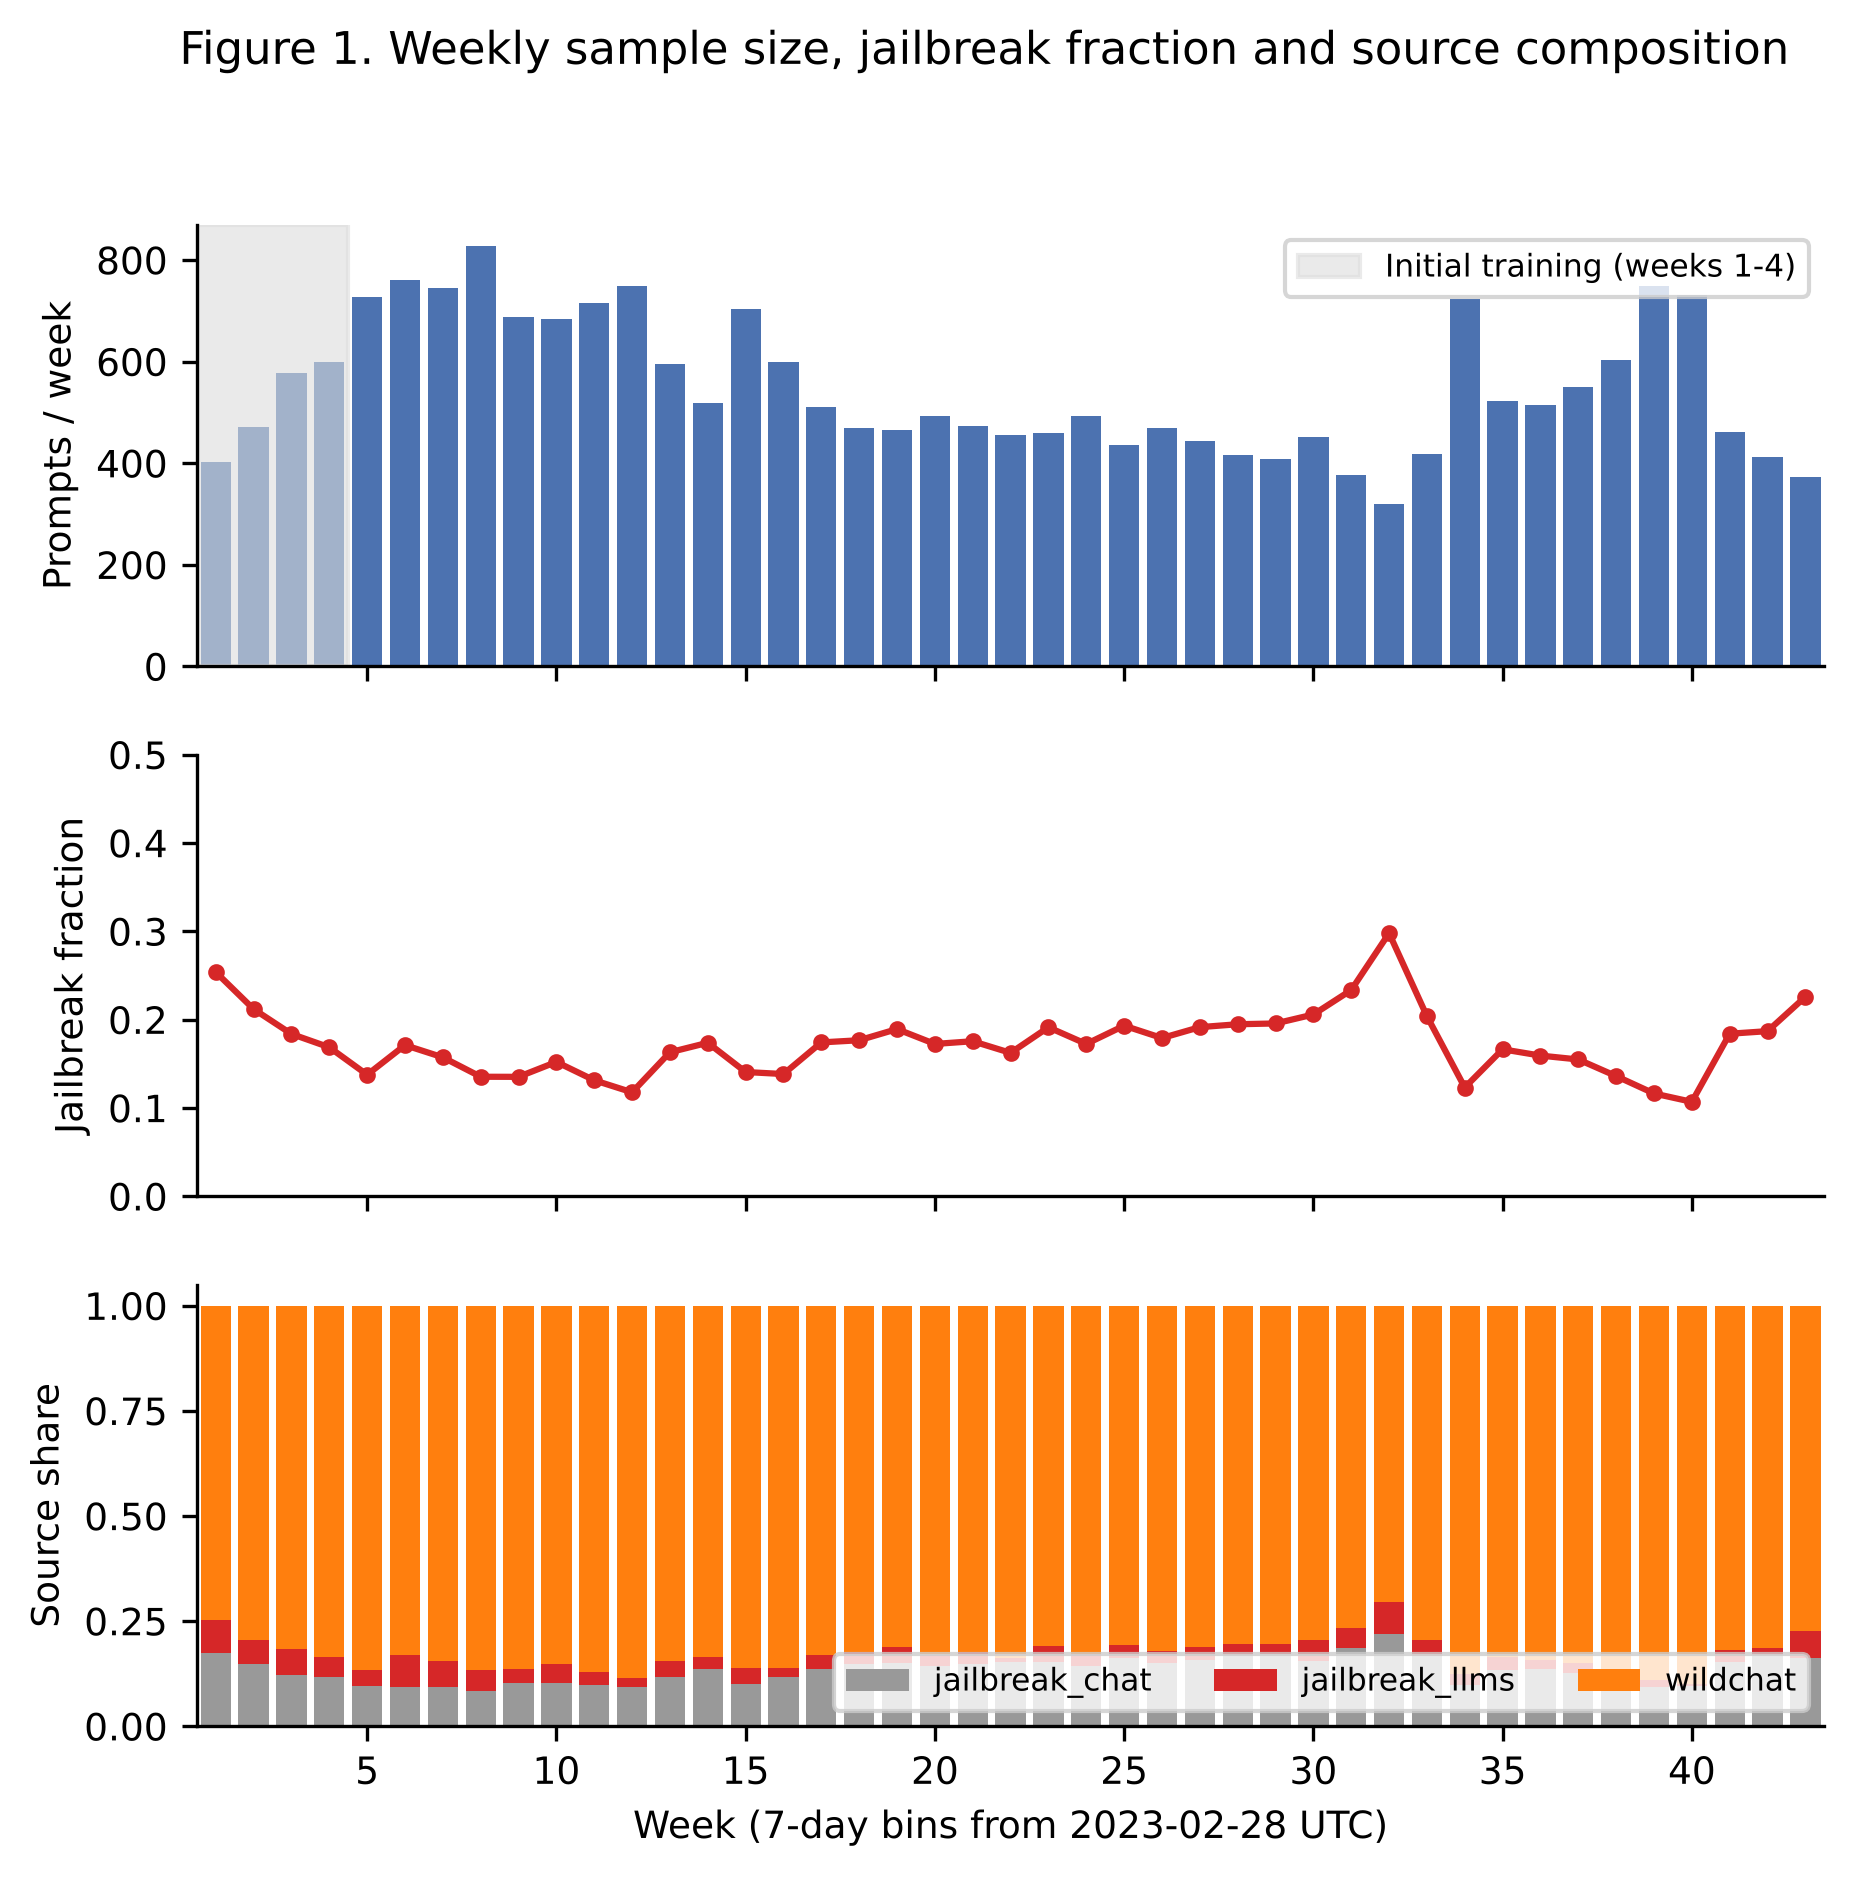 Figure 1. Weekly sample size, jailbreak fraction and source composition
Prompts / week
800
600
400
200
0
Initial training (weeks 1-4)
Jailbreak fraction
0.5
0.4
0.3
0.2
0.1
0.0
Source share
1.00
0.75
0.50
0.25
0.00
jailbreak_chat
jailbreak_llms
wildchat
5 10 15 20 25 30 35 40
Week (7-day bins from 2023-02-28 UTC)